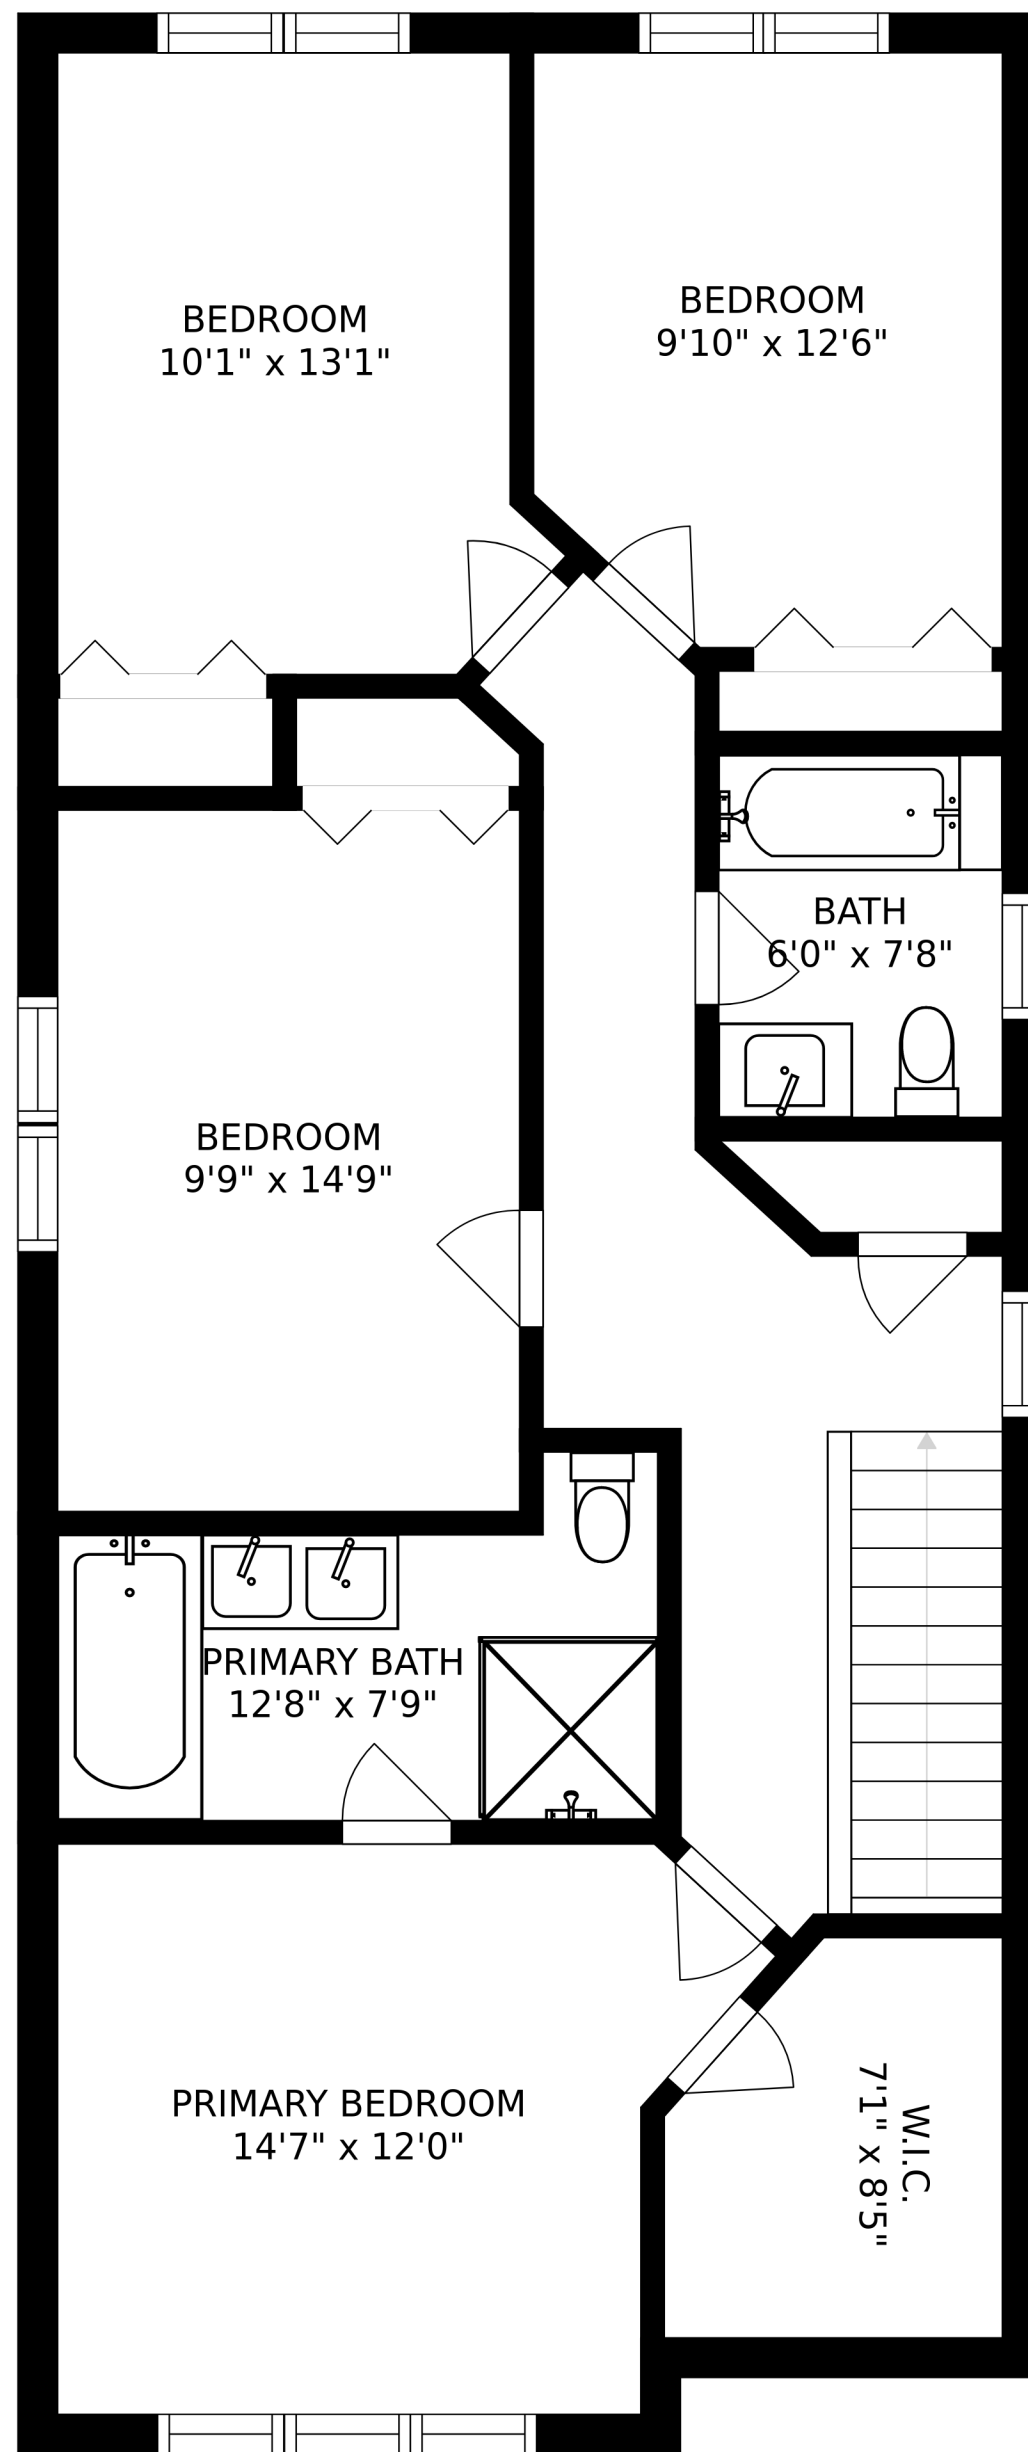 BEDROOM
10'1" x 13'1"
BEDROOM
9'10" x 12'6"
BATH
6'0" x 7'8"
BEDROOM
9'9" x 14'9"
PRIMARY BATH
12'8" x 7'9"
PRIMARY BEDROOM
14'7" x 12'0"
W.I.C.
7'1" x 8'5"